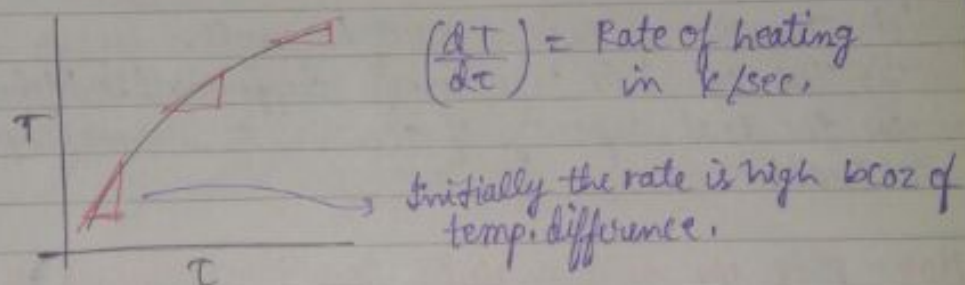 (dT/dτ) = Rate of heating
in k/sec.
T
Initially the rate is high bcoz of
temp. difference.
τ